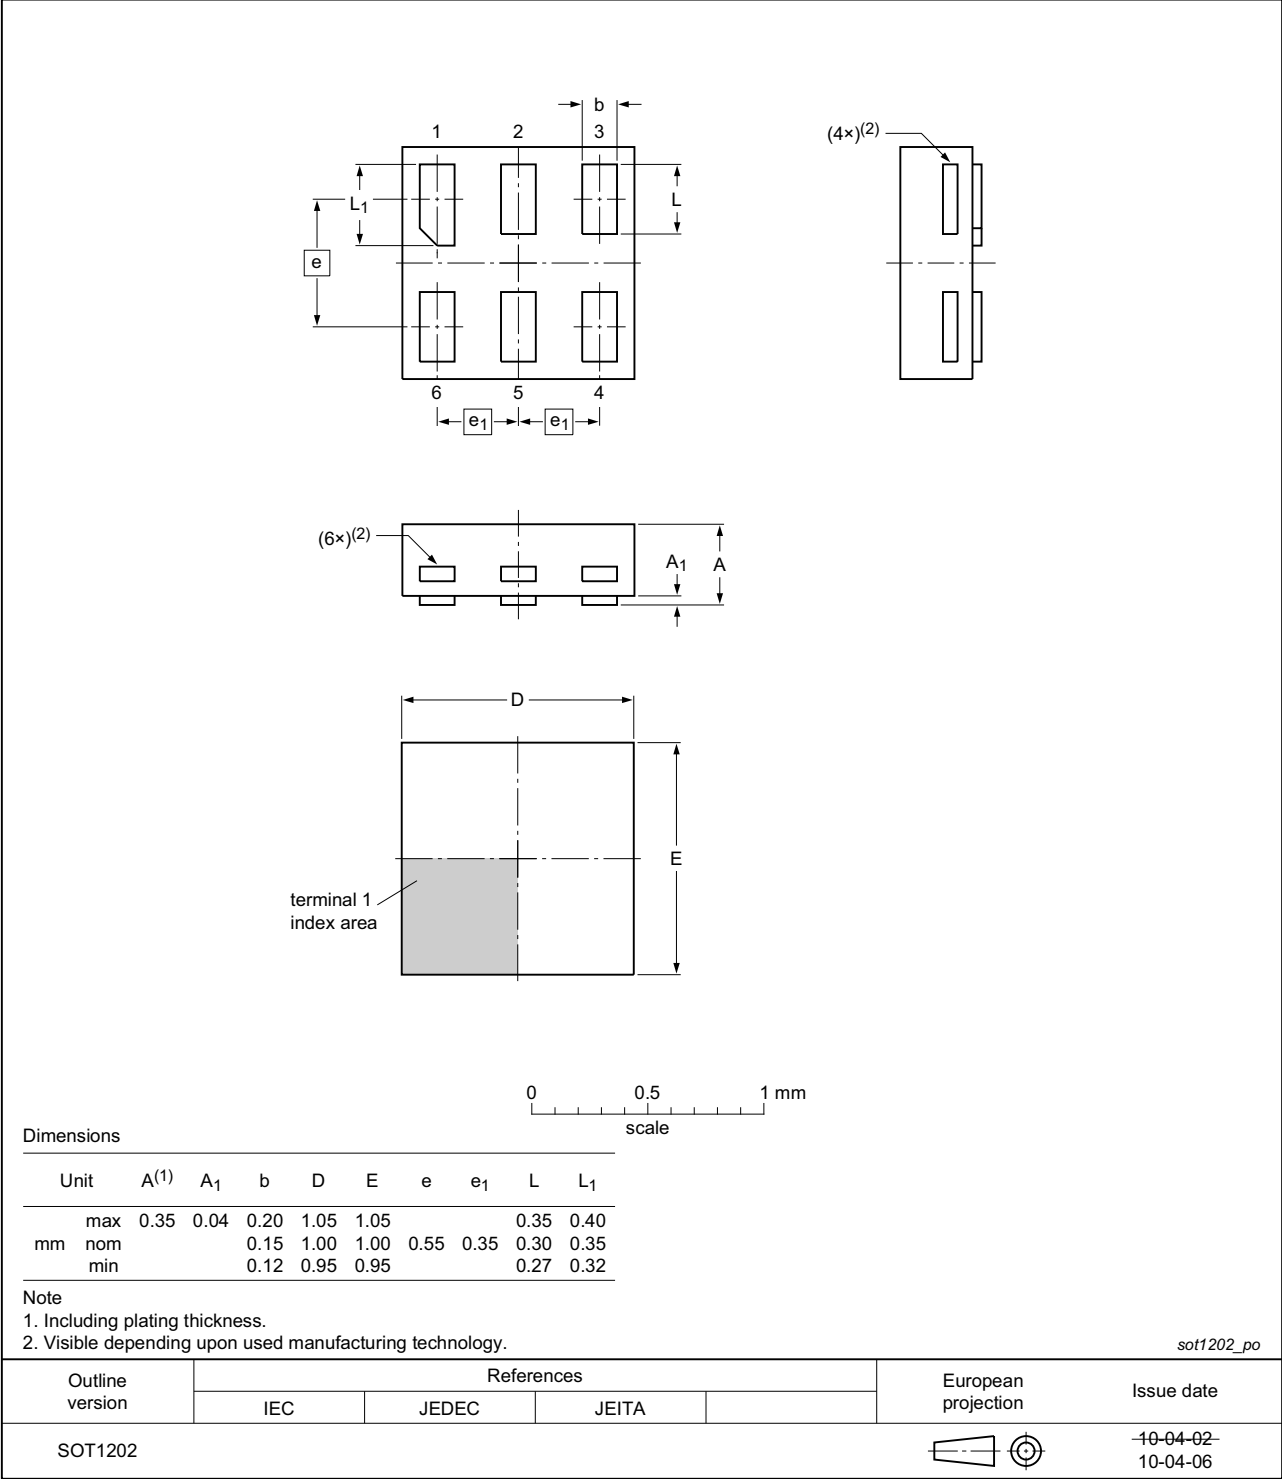 b
1 2 3
(4×)(2)
L1
L
e
6 5 4
e1 e1
(6×)(2)
A1 A
D
E
terminal 1
index area
0 0.5 1 mm
scale
Dimensions
Unit A(1) A1 b D E e e1 L L1
max 0.35 0.04 0.20 1.05 1.05 0.35 0.40
mm nom 0.15 1.00 1.00 0.55 0.35 0.30 0.35
min 0.12 0.95 0.95 0.27 0.32
Note
1. Including plating thickness.
2. Visible depending upon used manufacturing technology.
sot1202_po
Outline
version
References
IEC JEDEC JEITA
European
projection
Issue date
SOT1202
10-04-02
10-04-06